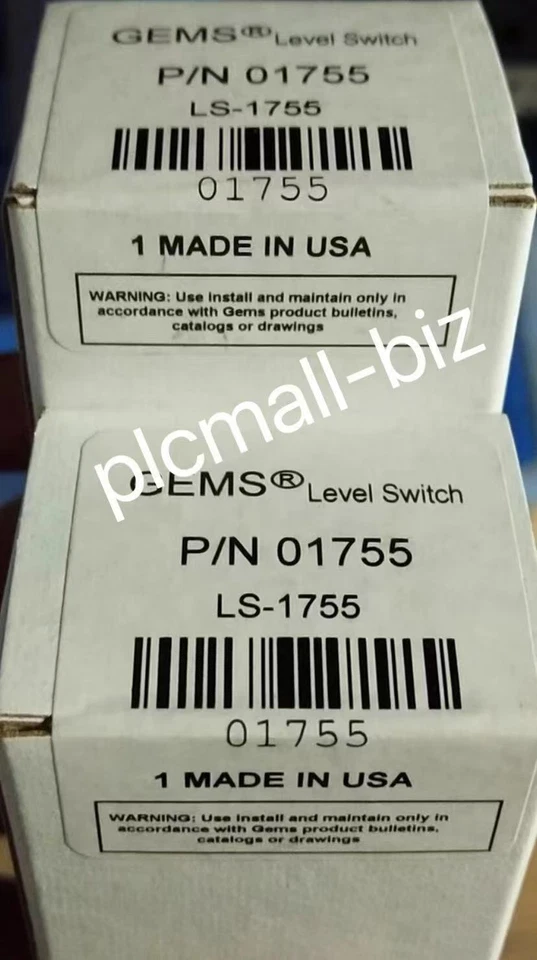 GEMS® Level Switch
P/N 01755
LS-1755
01755
1 MADE IN USA
WARNING: Use Install and maintain only in
accordance with Gems product bulletins,
catalogs or drawings
plcmall-biz
GEMS® Level Switch
P/N 01755
LS-1755
01755
1 MADE IN USA
WARNING: Use Install and maintain only in
accordance with Gems product bulletins,
catalogs or drawings